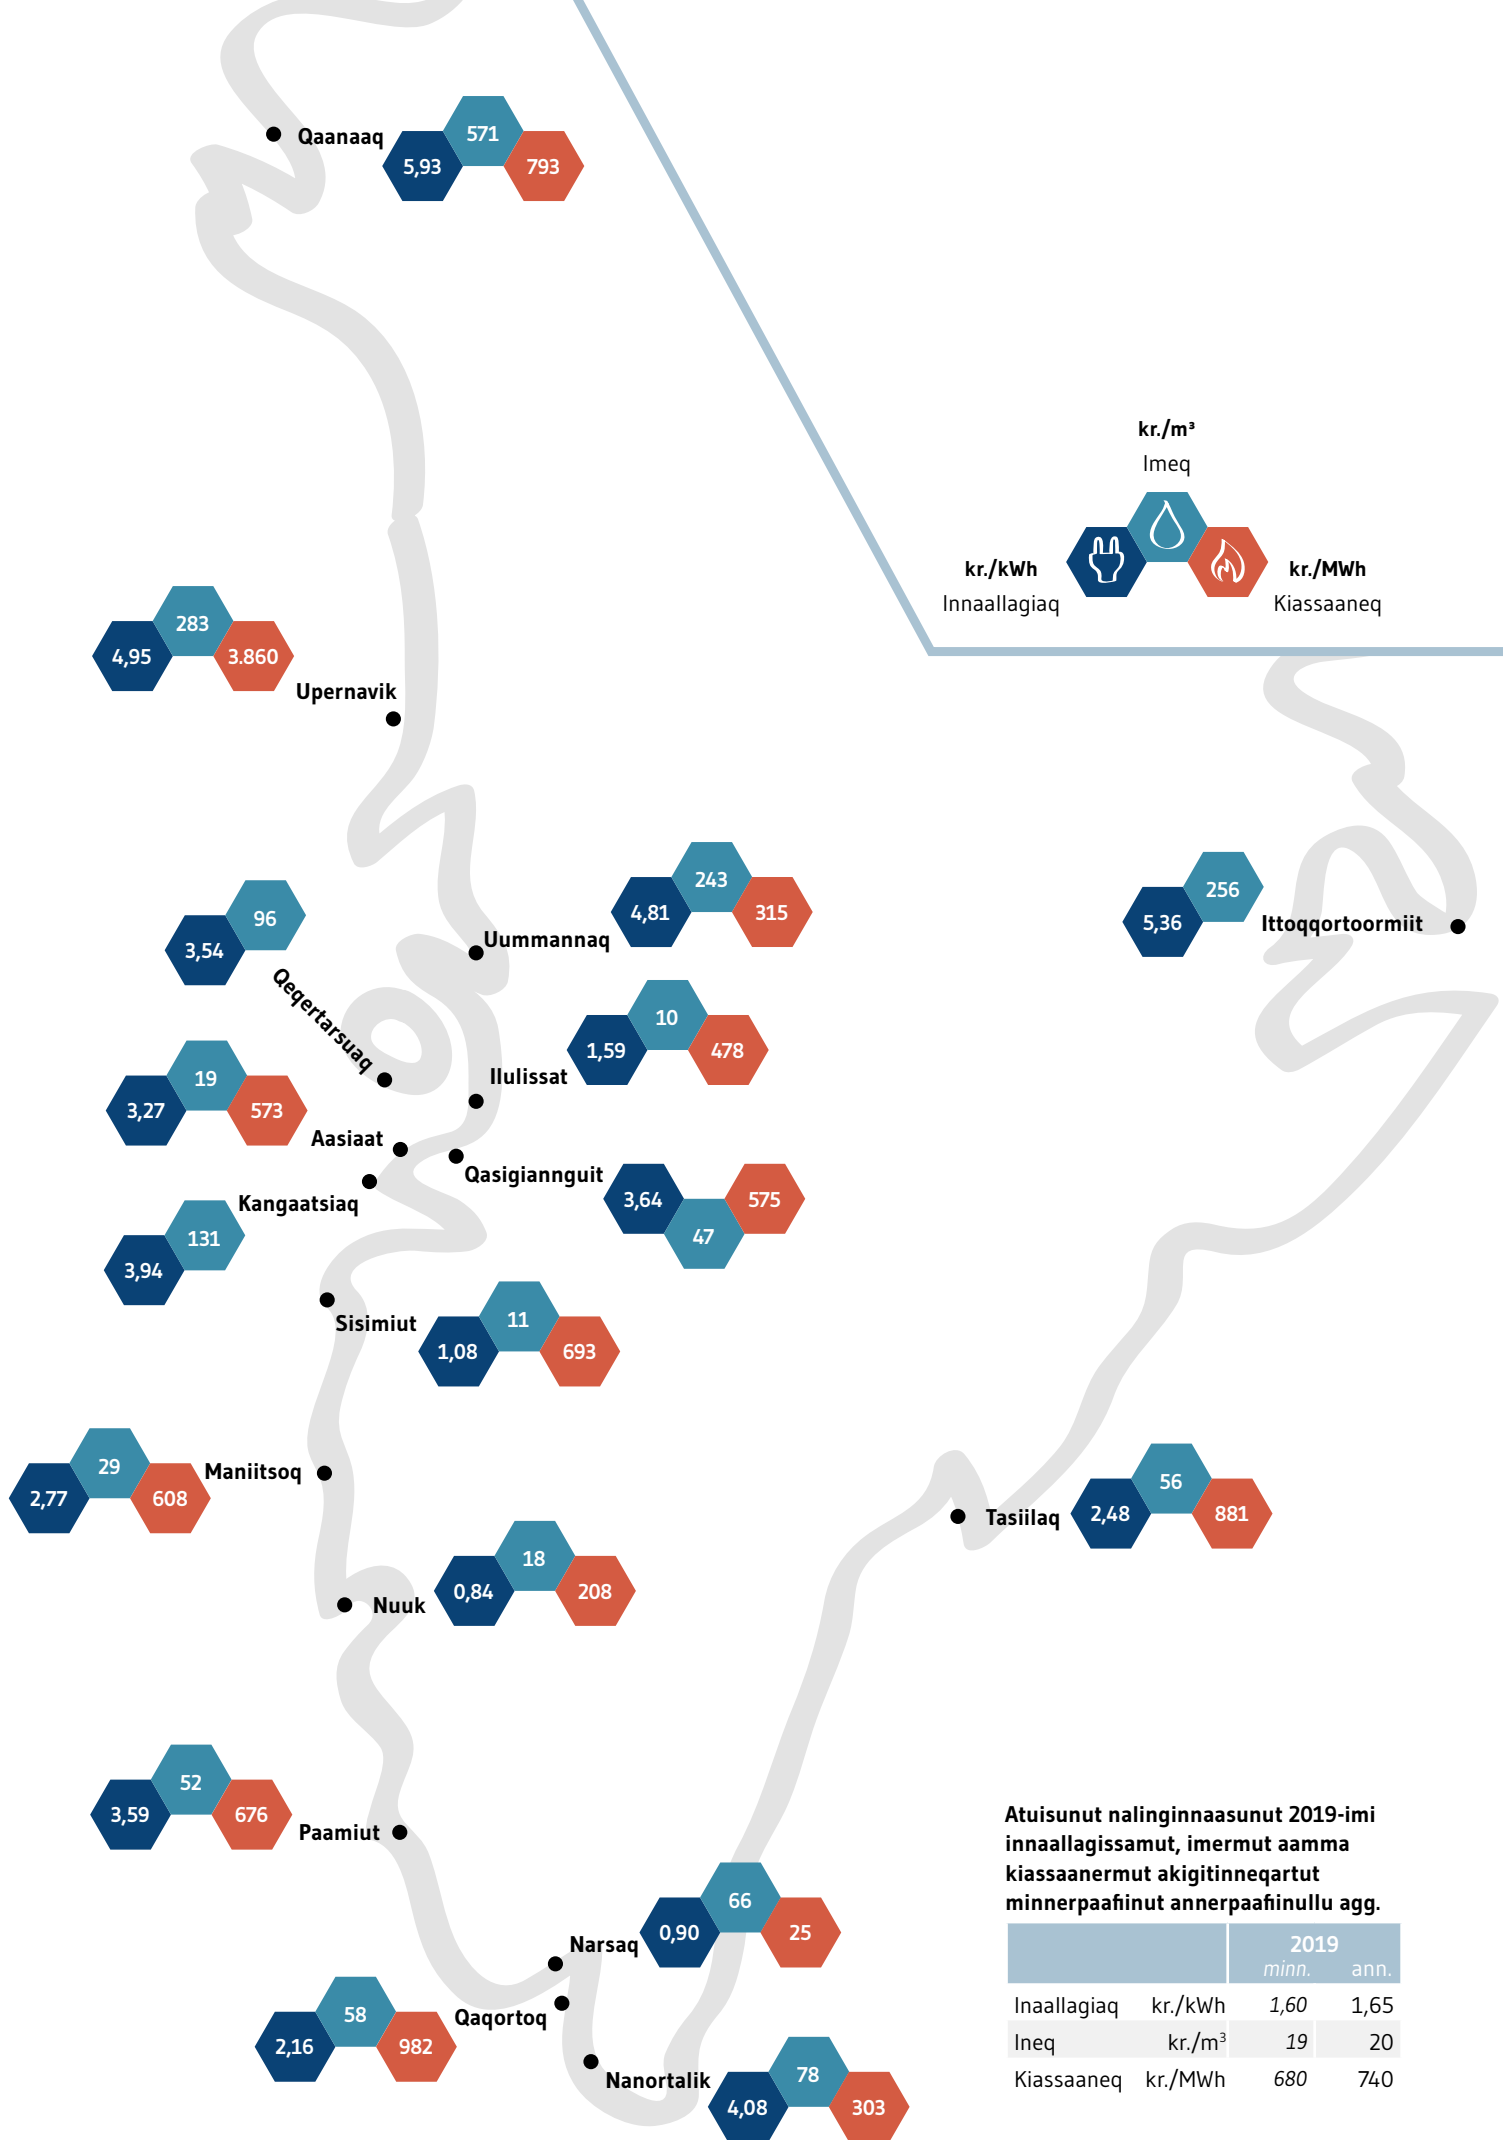 Qaanaaq
571
5,93
793
kr./m³
Imeq
kr./kWh
Innaallagiaq
kr./MWh
Kiassaaneq
283
4,95
3.860
Upernavik
243
4,81
315
Uummannaq
256
5,36
Ittoqqortoormiit
96
3,54
Qeqertarsuaq
10
1,59
478
Ilulissat
19
3,27
573
Aasiaat
Qasigiannguit
3,64
575
47
Kangaatsiaq
131
3,94
Sisimiut
11
1,08
693
29
2,77
608
Maniitsoq
56
2,48
881
Tasiilaq
18
0,84
208
Nuuk
52
3,59
676
Paamiut
66
0,90
25
Narsaq
58
2,16
982
Qaqortoq
Nanortalik
78
4,08
303
Atuisunut nalinginnaasunut 2019-imi
innaallagissamut, imermut aamma
kiassaanermut akigitinneqartut
minnerpaafiinut annerpaafiinullu agg.
2019
minn. ann.
Inaallagiaq kr./kWh 1,60 1,65
Ineq kr./m³ 19 20
Kiassaaneq kr./MWh 680 740